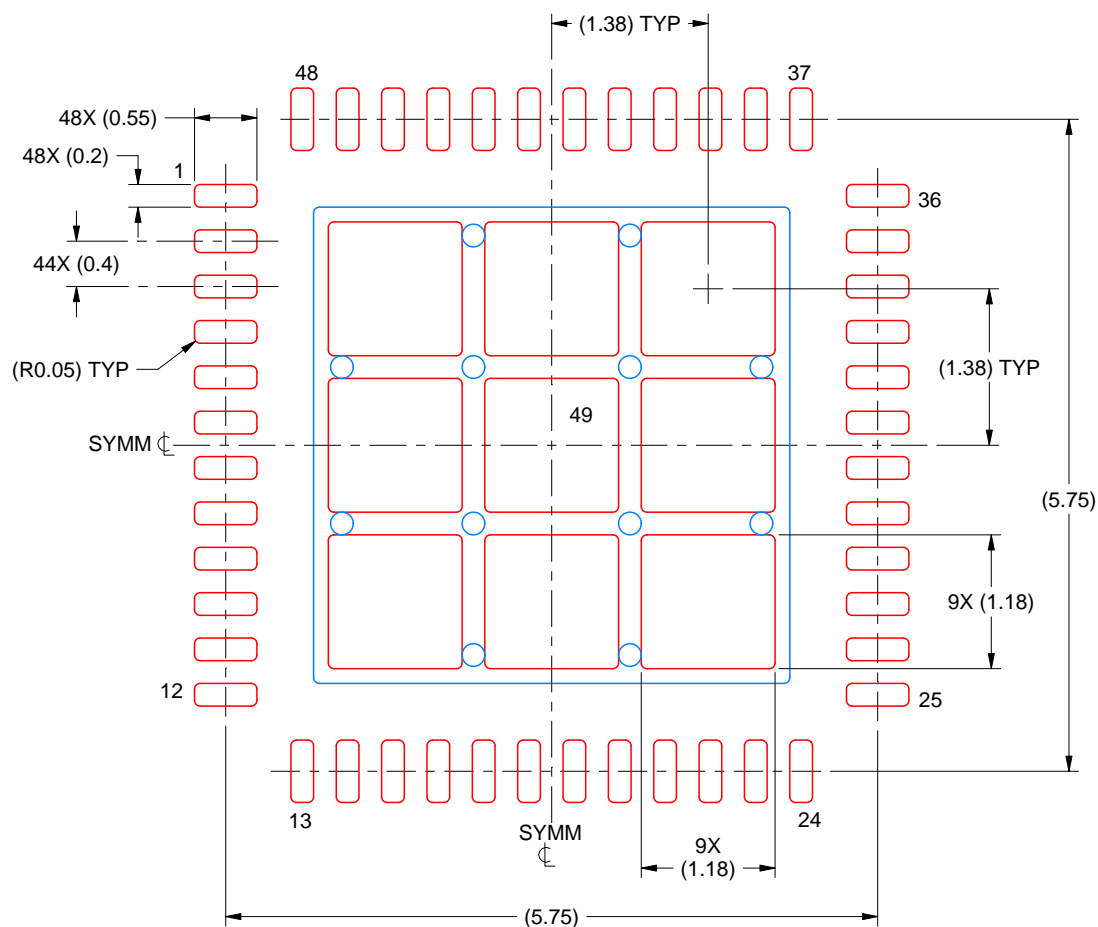 (1.38) TYP
48
37
48X (0.55)
48X (0.2)
1
36
44X (0.4)
(R0.05) TYP
(1.38) TYP
49
SYMM ℄
(5.75)
9X (1.18)
12
25
13
24
SYMM
℄
9X
(1.18)
(5.75)